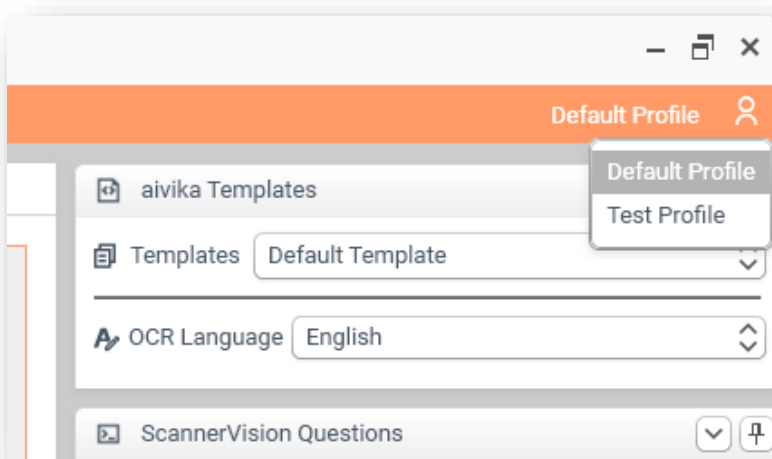 Default Profile
Default Profile
Test Profile
aivika Templates
Templates Default Template
OCR Language English
ScannerVision Questions